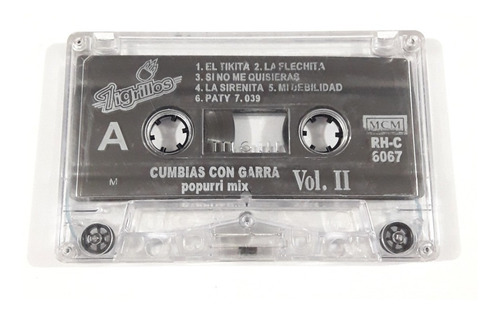 Tigrillos
1. EL TIKITA 2. LA FLECHITA
3. SI NO ME QUISIERAS
4. LA SIRENITA 5. MI DEBILIDAD
6. PATY 7. 039
A
MCM
RH-C
6067
M
CUMBIAS CON GARRA
popurri mix
Vol. II